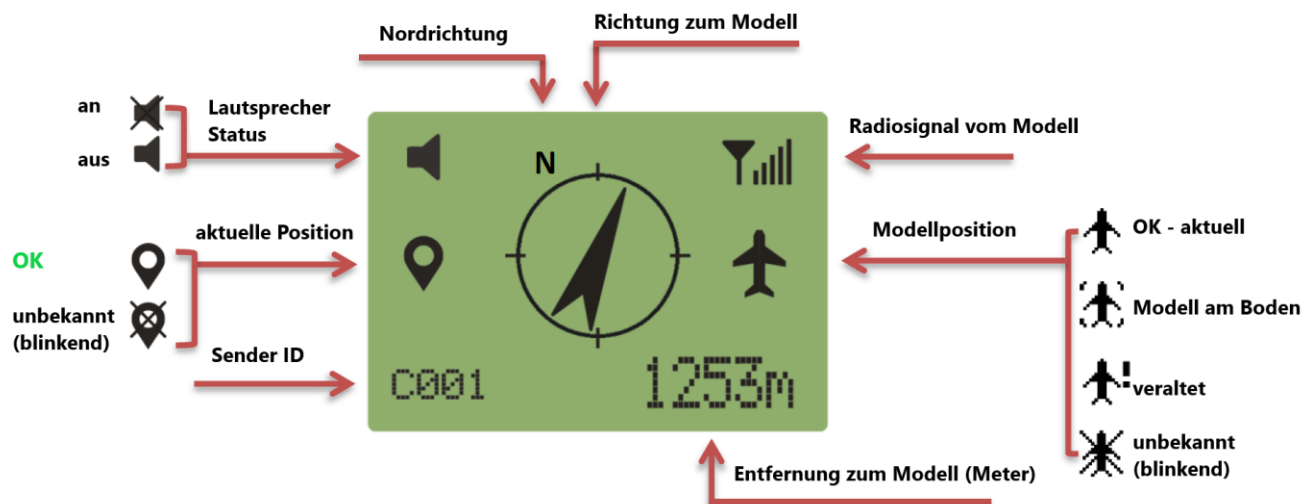 Nordrichtung
Richtung zum Modell
an
aus
Lautsprecher
Status
Radiosignal vom Modell
N
OK
aktuelle Position
Modellposition
OK - aktuell
unbekannt
(blinkend)
Modell am Boden
Sender ID
C001
1253m
veraltet
unbekannt
(blinkend)
Entfernung zum Modell (Meter)